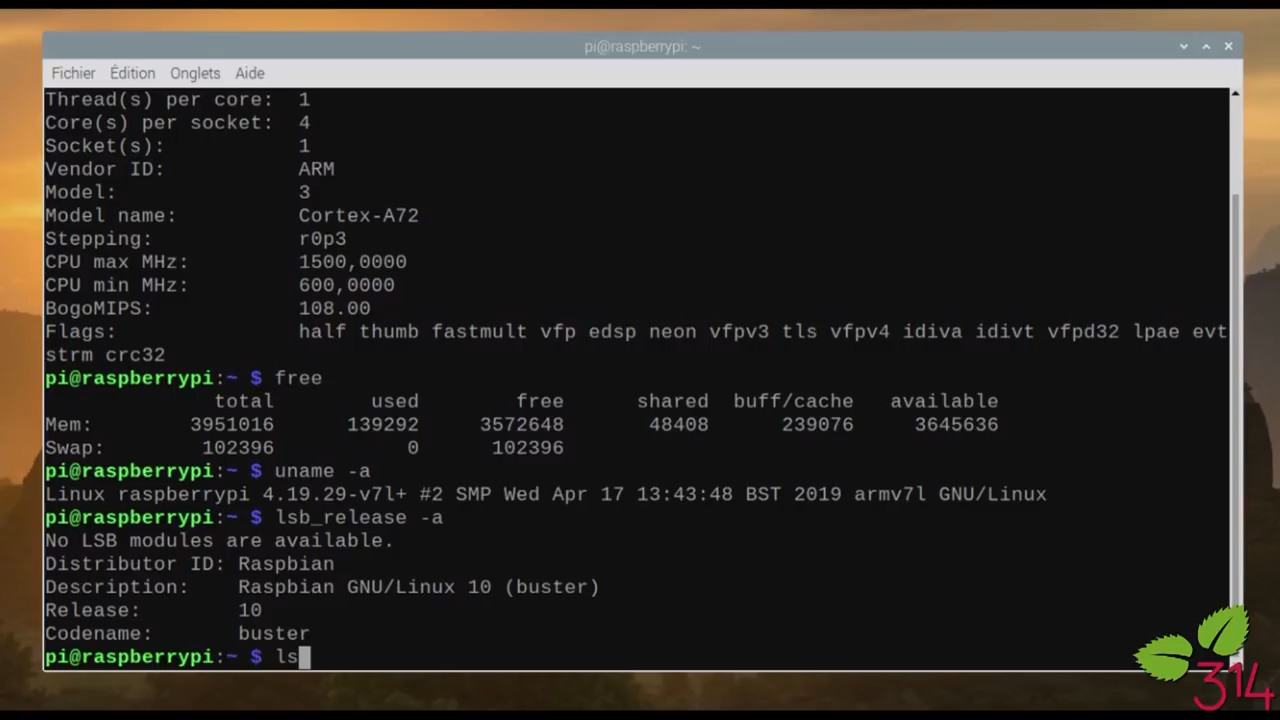 pi@raspberrypi: ~
Fichier Édition Onglets Aide
Thread(s) per core: 1
Core(s) per socket: 4
Socket(s): 1
Vendor ID: ARM
Model: 3
Model name: Cortex-A72
Stepping: r0p3
CPU max MHz: 1500,0000
CPU min MHz: 600,0000
BogoMIPS: 108.00
Flags: half thumb fastmult vfp edsp neon vfpv3 tls vfpv4 idiva idivt vfpd32 lpae evt
strm crc32
pi@raspberrypi:~ $ free
total used free shared buff/cache available
Mem: 3951016 139292 3572648 48408 239076 3645636
Swap: 102396 0 102396
pi@raspberrypi:~ $ uname -a
Linux raspberrypi 4.19.29-v7l+ #2 SMP Wed Apr 17 13:43:48 BST 2019 armv7l GNU/Linux
pi@raspberrypi:~ $ lsb_release -a
No LSB modules are available.
Distributor ID: Raspbian
Description: Raspbian GNU/Linux 10 (buster)
Release: 10
Codename: buster
pi@raspberrypi:~ $ ls
314